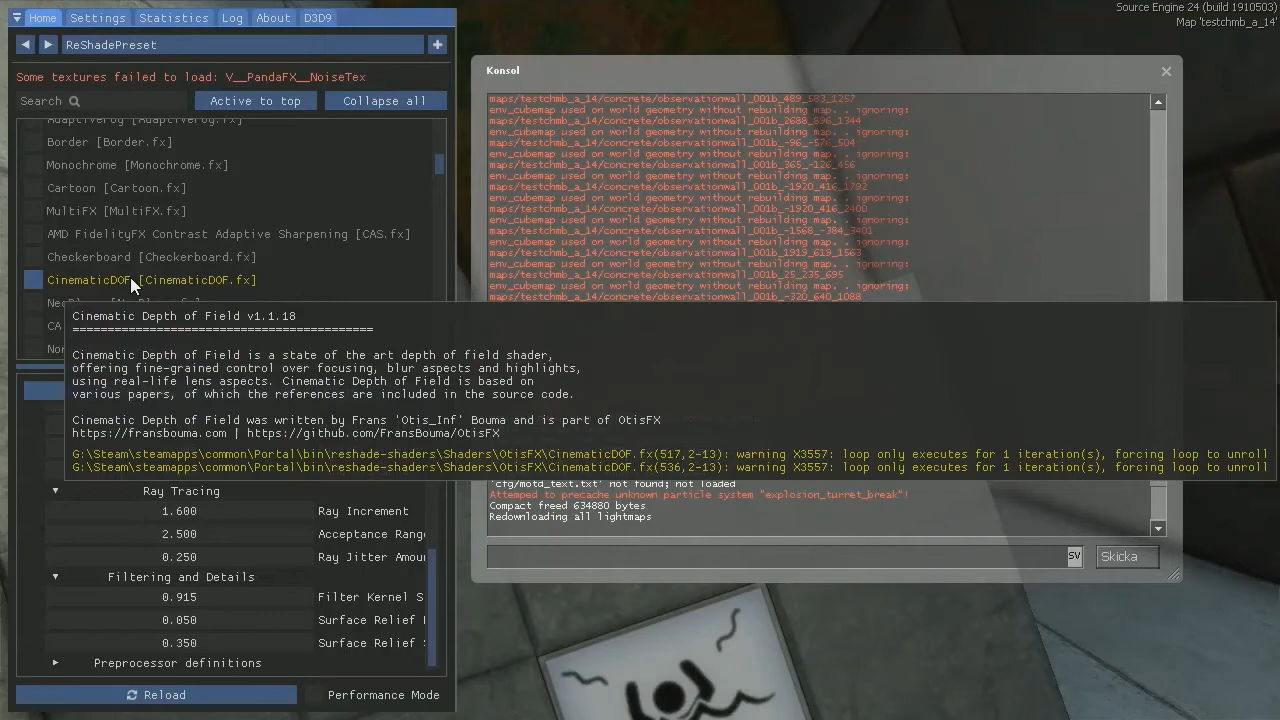 Source Engine 24 (build 1910503)
Map 'testchmb_a_14'
Home Settings Statistics Log About D3D9
ReShadePreset
Some textures failed to load: V__PandaFX__NoiseTex
Search Active to top Collapse all
AdaptiveFog [AdaptiveFog.fx]
Border [Border.fx]
Monochrome [Monochrome.fx]
Cartoon [Cartoon.fx]
MultiFX [MultiFX.fx]
AMD FidelityFX Contrast Adaptive Sharpening [CAS.fx]
Checkerboard [Checkerboard.fx]
CinematicDOF [CinematicDOF.fx]
CA
Nor
Cinematic Depth of Field v1.1.18
========================================
Cinematic Depth of Field is a state of the art depth of field shader,
offering fine-grained control over focusing, blur aspects and highlights,
using real-life lens aspects. Cinematic Depth of Field is based on
various papers, of which the references are included in the source code.
Cinematic Depth of Field was written by Frans 'Otis_Inf' Bouma and is part of OtisFX
https://fransbouma.com | https://github.com/FransBouma/OtisFX
G:\Steam\steamapps\common\Portal\bin\reshade-shaders\Shaders\OtisFX\CinematicDOF.fx(517,2-13): warning X3557: loop only executes for 1 iteration(s), forcing loop to unroll
G:\Steam\steamapps\common\Portal\bin\reshade-shaders\Shaders\OtisFX\CinematicDOF.fx(536,2-13): warning X3557: loop only executes for 1 iteration(s), forcing loop to unroll
Ray Tracing
1.600 Ray Increment
2.500 Acceptance Rang
0.250 Ray Jitter Amou
Filtering and Details
0.915 Filter Kernel S
0.050 Surface Relief
0.350 Surface Relief
Preprocessor definitions
Reload Performance Mode
Konsol
maps/testchmb_a_14/concrete/observationwall_001b_489_583_1257
env_cubemap used on world geometry without rebuilding map. . ignoring:
maps/testchmb_a_14/concrete/observationwall_001b_2688_896_1344
env_cubemap used on world geometry without rebuilding map. . ignoring:
maps/testchmb_a_14/concrete/observationwall_001b_-96_-576_504
env_cubemap used on world geometry without rebuilding map. . ignoring:
maps/testchmb_a_14/concrete/observationwall_001b_365_-126_456
env_cubemap used on world geometry without rebuilding map. . ignoring:
maps/testchmb_a_14/concrete/observationwall_001b_-1920_416_1792
env_cubemap used on world geometry without rebuilding map. . ignoring:
maps/testchmb_a_14/concrete/observationwall_001b_-1920_416_2400
env_cubemap used on world geometry without rebuilding map. . ignoring:
maps/testchmb_a_14/concrete/observationwall_001b_-1568_-384_3401
env_cubemap used on world geometry without rebuilding map. . ignoring:
maps/testchmb_a_14/concrete/observationwall_001b_1919_619_1563
env_cubemap used on world geometry without rebuilding map. . ignoring:
maps/testchmb_a_14/concrete/observationwall_001b_25_235_695
env_cubemap used on world geometry without rebuilding map. . ignoring:
maps/testchmb_a_14/concrete/observationwall_001b_-320_640_1088
'cfg/motd_text.txt' not found; not loaded
Attemped to precache unknown particle system "explosion_turret_break"!
Compact freed 634880 bytes
Redownloading all lightmaps
SV Skicka